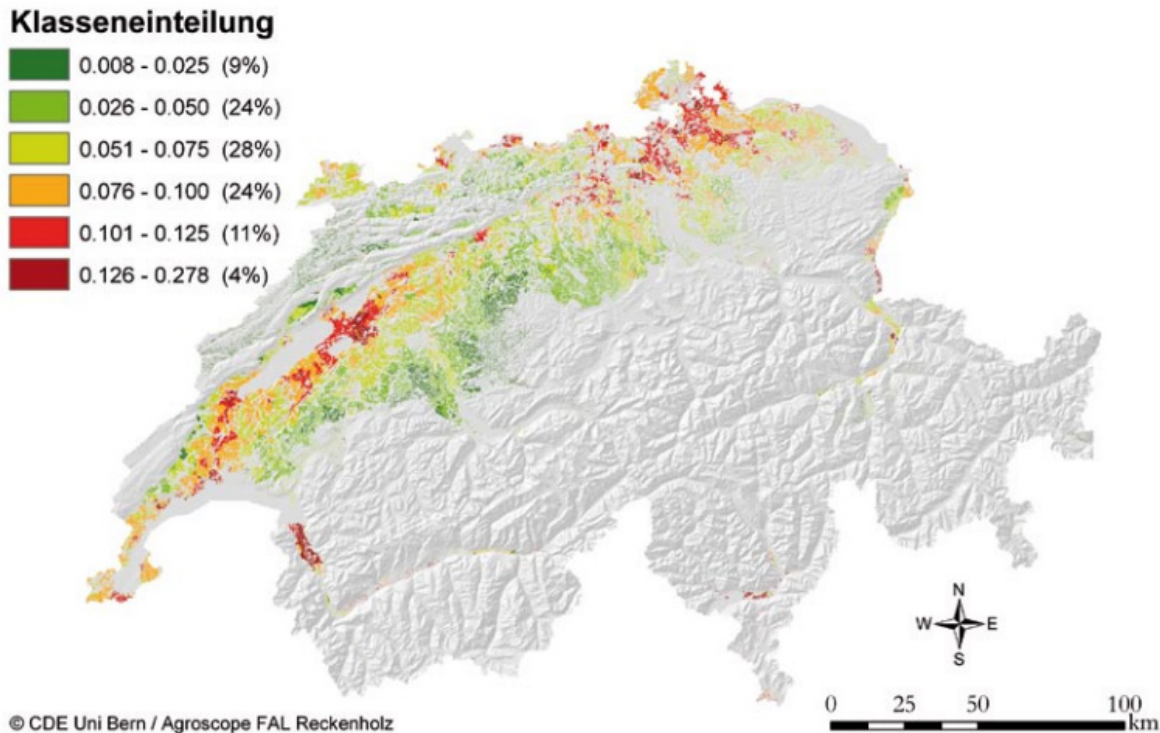 Klasseneinteilung
0.008 - 0.025 (9%)
0.026 - 0.050 (24%)
0.051 - 0.075 (28%)
0.076 - 0.100 (24%)
0.101 - 0.125 (11%)
0.126 - 0.278 (4%)
N
W E
S
0 25 50 100
km
© CDE Uni Bern / Agroscope FAL Reckenholz